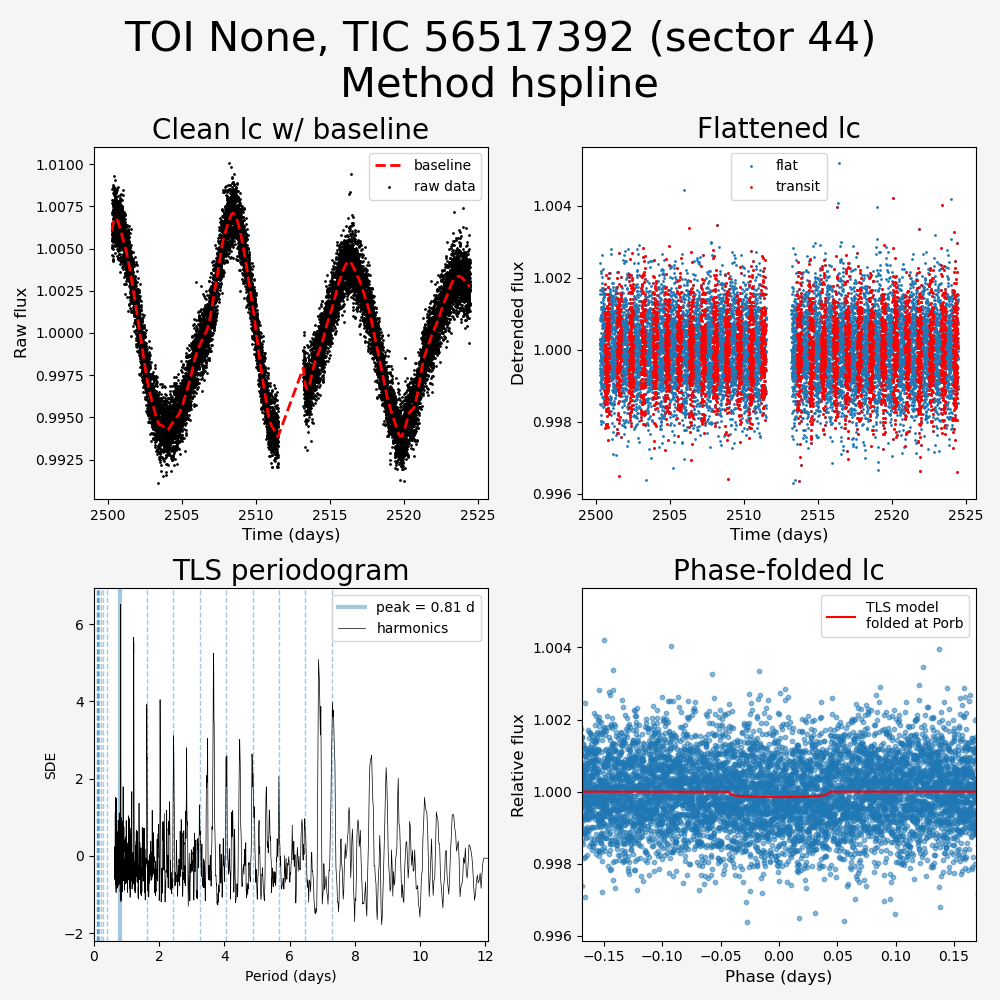 TOI None, TIC 56517392 (sector 44)
Method hspline
Clean lc w/ baseline
baseline
raw data
1.0100
1.0075
1.0050
1.0025
1.0000
0.9975
0.9950
0.9925
Raw flux
2500
2505
2510
2515
2520
2525
Time (days)
Flattened lc
flat
transit
1.004
1.002
1.000
0.998
0.996
Detrended flux
2500
2505
2510
2515
2520
2525
Time (days)
TLS periodogram
peak = 0.81 d
harmonics
6
4
2
0
−2
SDE
0
2
4
6
8
10
12
Period (days)
Phase-folded lc
TLS model
folded at Porb
1.004
1.002
1.000
0.998
0.996
Relative flux
−0.15
−0.10
−0.05
0.00
0.05
0.10
0.15
Phase (days)